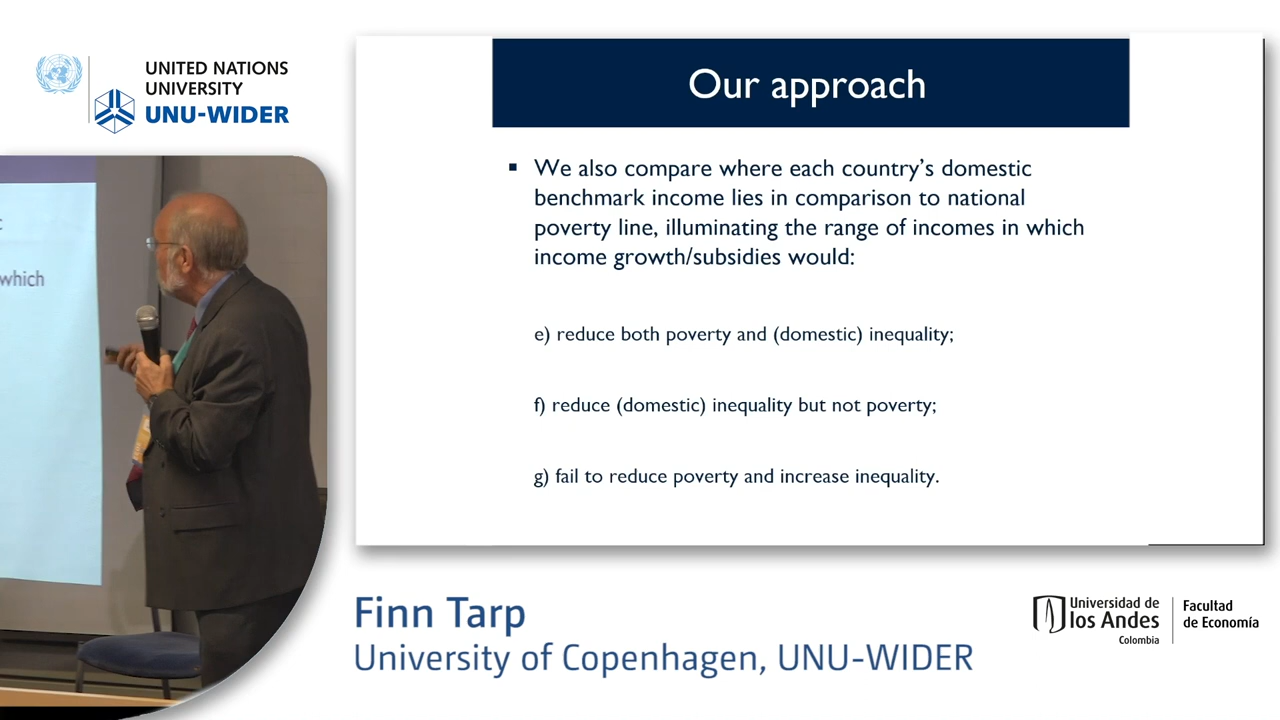 UNITED NATIONS
UNIVERSITY
UNU-WIDER
which
Our approach
▪ We also compare where each country’s domestic
benchmark income lies in comparison to national
poverty line, illuminating the range of incomes in which
income growth/subsidies would:
e) reduce both poverty and (domestic) inequality;
f) reduce (domestic) inequality but not poverty;
g) fail to reduce poverty and increase inequality.
Finn Tarp
University of Copenhagen, UNU-WIDER
Universidad de
los Andes
Colombia
Facultad
de Economía